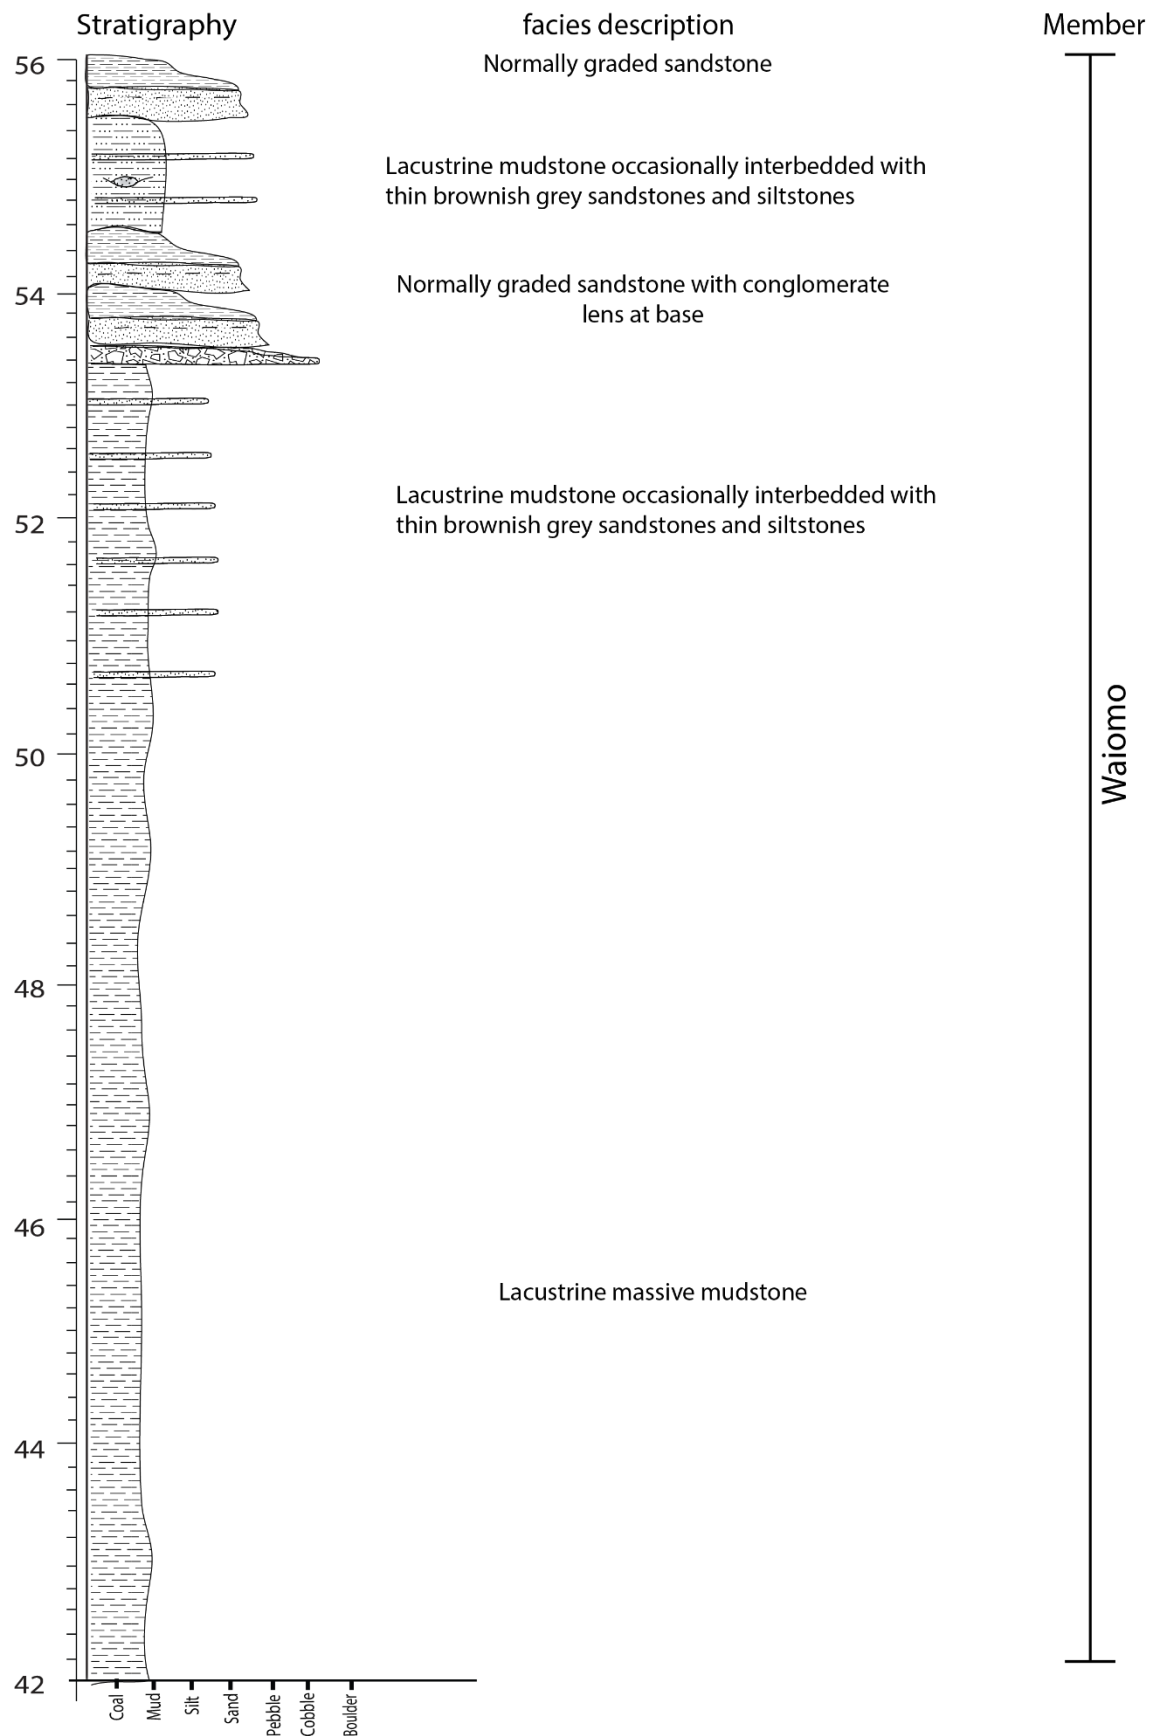 Stratigraphy facies description Member
56
Normally graded sandstone
Lacustrine mudstone occasionally interbedded with
thin brownish grey sandstones and siltstones
Normally graded sandstone with conglomerate
lens at base
54
Lacustrine mudstone occasionally interbedded with
thin brownish grey sandstones and siltstones
52
Waiomo
50
48
46
Lacustrine massive mudstone
44
42
Coal Mud Silt Sand Pebble Cobble Boulder